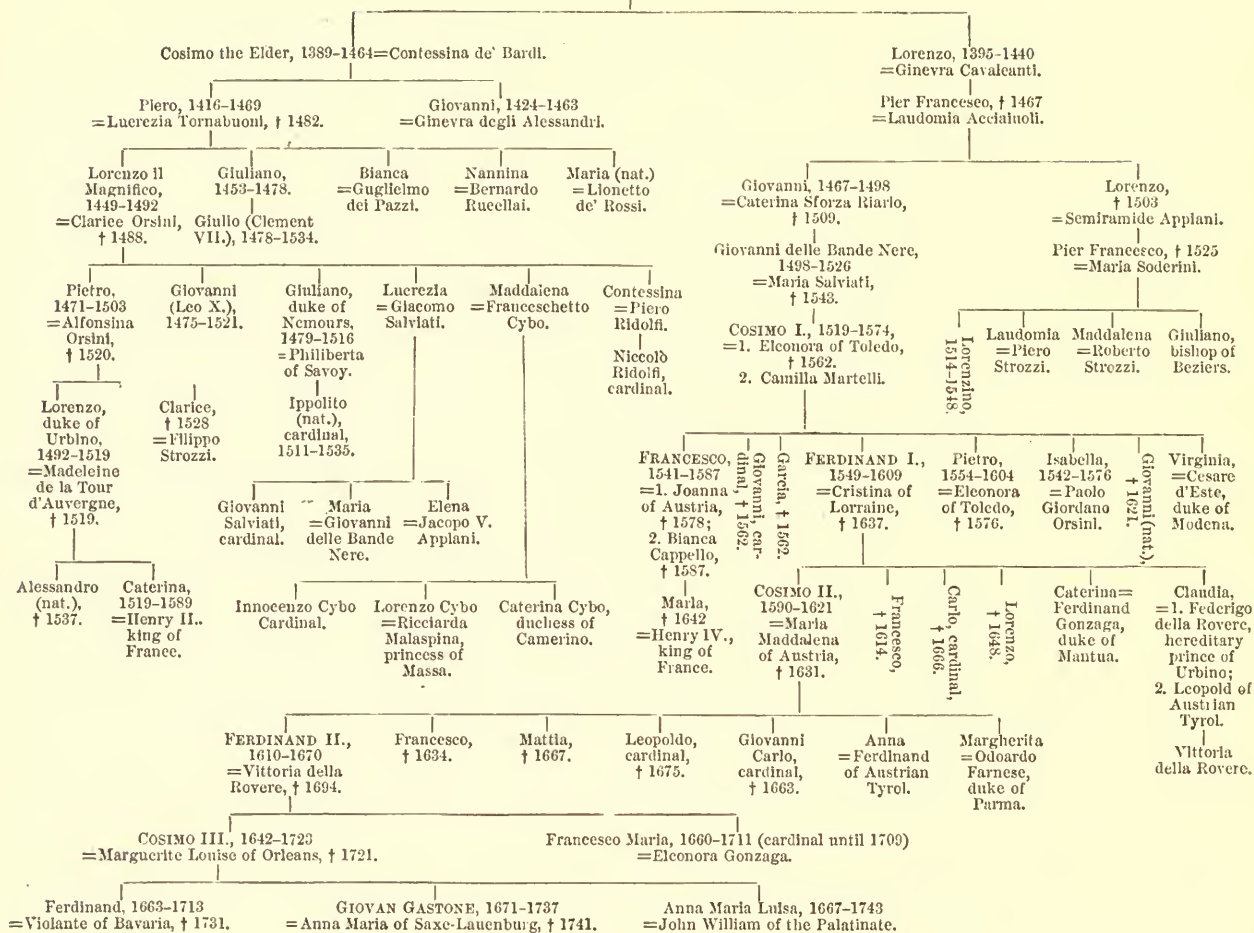 Cosimo the Elder, 1389-1464=Contessina de' Bardi.
Lorenzo, 1395-1440
=Ginevra Cavalcanti.
Piero, 1416-1469
=Lucrezia Tornabuoni, † 1482.
Giovanni, 1424-1463
=Ginevra degli Alessandri.
Pier Francesco, † 1467
=Laudomia Acciaiuoli.
Lorenzo il
Magnifico,
1449-1492
=Clarice Orsini,
† 1488.
Giuliano,
1453-1478.
Giulio (Clement
VII.), 1478-1534.
Bianca
=Guglielmo
dei Pazzi.
Nannina
=Bernardo
Rucellai.
Maria (nat.)
=Lionetto
de' Rossi.
Giovanni, 1467-1498
=Caterina Sforza Riario,
† 1509.
Lorenzo,
† 1503
=Semiramide Appiani.
Giovanni delle Bande Nere,
1498-1526
=Maria Salviati,
† 1543.
Pier Francesco, † 1525
=Maria Soderini.
Pietro,
1471-1503
=Alfonsina
Orsini,
† 1520.
Giovanni
(Leo X.),
1475-1521.
Giuliano,
duke of
Nemours,
1479-1516
=Philiberta
of Savoy.
Lucrezia
=Giacomo
Salviati.
Maddalena
=Franceschetto
Cybo.
Contessina
=Piero
Ridolfi.
Niccolò
Ridolfi,
cardinal.
COSIMO I., 1519-1574,
=1. Eleonora of Toledo,
† 1562.
2. Camilla Martelli.
Lorenzino,
1514-1548.
Laudomia
=Piero
Strozzi.
Maddalena
=Roberto
Strozzi.
Giuliano,
bishop of
Beziers.
Lorenzo,
duke of
Urbino,
1492-1519
=Madeleine
de la Tour
d'Auvergne,
† 1519.
Clarice,
† 1528
=Filippo
Strozzi.
Ippolito
(nat.),
cardinal,
1511-1535.
Giovanni
Salviati,
cardinal.
Maria
=Giovanni
delle Bande
Nere.
Elena
=Jacopo V.
Appiani.
FRANCESCO,
1541-1587
=1. Joanna
of Austria,
† 1578;
2. Bianca
Cappello,
† 1587.
Giovanni, car-
dinal, † 1562.
Garcia, † 1562.
FERDINAND I.,
1549-1609
=Cristina of
Lorraine,
† 1637.
Pietro,
1554-1604
=Eleonora
of Toledo,
† 1576.
Isabella,
1542-1576
=Paolo
Giordano
Orsini.
Giovanni (nat.),
† 1621.
Virginia,
=Cesare
d'Este,
duke of
Modena.
Alessandro
(nat.),
† 1537.
Caterina,
1519-1589
=Henry II.,
king of
France.
Innocenzo Cybo
Cardinal.
Lorenzo Cybo
=Ricciarda
Malaspina,
princess of
Massa.
Caterina Cybo,
duchess of
Camerino.
Maria,
† 1642
=Henry IV.,
king of
France.
COSIMO II.,
1590-1621
=Maria
Maddalena
of Austria,
† 1631.
Francesco,
† 1614.
Carlo, cardinal,
† 1666.
Lorenzo,
† 1648.
Caterina=
Ferdinand
Gonzaga,
duke of
Mantua.
Claudia,
=1. Federigo
della Rovere,
hereditary
prince of
Urbino;
2. Leopold of
Austrian
Tyrol.
Vittoria
della Rovere.
FERDINAND II.,
1610-1670
=Vittoria della
Rovere, † 1694.
Francesco,
† 1634.
Mattia,
† 1667.
Leopoldo,
cardinal,
† 1675.
Giovanni
Carlo,
cardinal,
† 1663.
Anna
=Ferdinand
of Austrian
Tyrol.
Margherita
=Odoardo
Farnese,
duke of
Parma.
COSIMO III., 1642-1723
=Marguerite Louise of Orleans, † 1721.
Francesco Maria, 1660-1711 (cardinal until 1709)
=Eleonora Gonzaga.
Ferdinand, 1663-1713
=Violante of Bavaria, † 1731.
GIOVAN GASTONE, 1671-1737
=Anna Maria of Saxe-Lauenburg, † 1741.
Anna Maria Luisa, 1667-1743
=John William of the Palatinate.